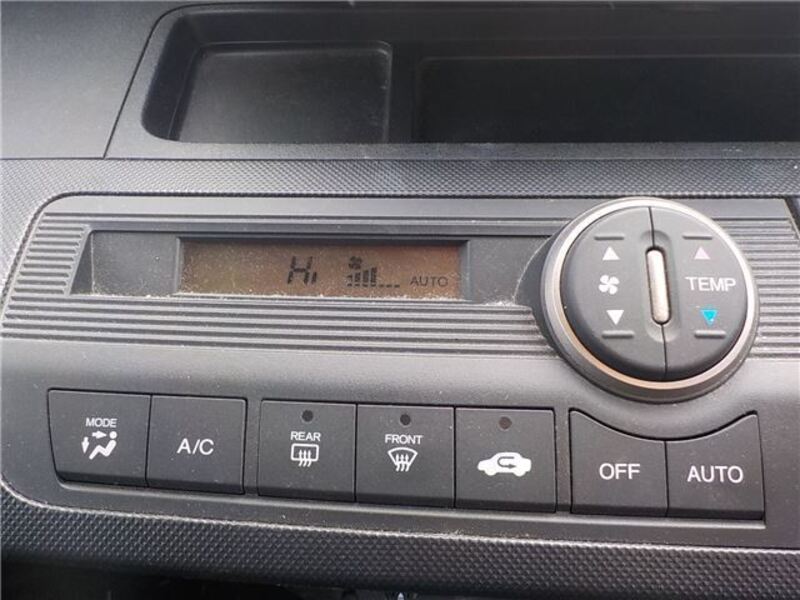 Hi AUTO
TEMP
MODE
A/C
REAR
FRONT
OFF
AUTO